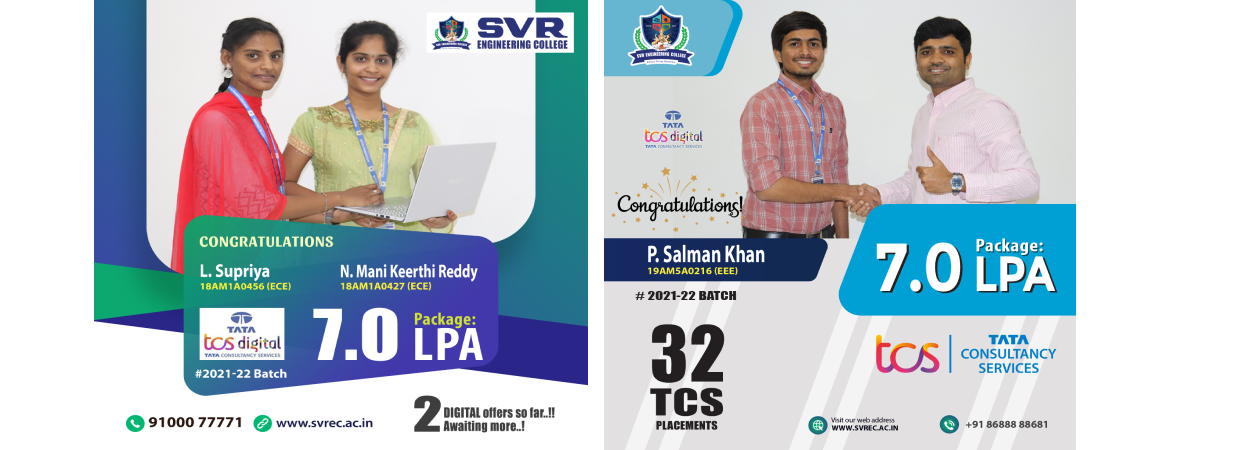 SVR
ENGINEERING COLLEGE
SVR ENGINEERING COLLEGE
CONGRATULATIONS
L. Supriya
18AM1A0456 (ECE)
N. Mani Keerthi Reddy
18AM1A0427 (ECE)
TATA
tcs digital
TATA CONSULTANCY SERVICES
7.0
Package:
LPA
#2021-22 Batch
91000 77771
www.svrec.ac.in
2
DIGITAL offers so far..!!
Awaiting more..!
SVR ENGINEERING COLLEGE
TATA
tcs digital
TATA CONSULTANCY SERVICES
Congratulations!
P. Salman Khan
19AM5A0216 (EEE)
# 2021-22 BATCH
7.0
Package:
LPA
32
TCS
PLACEMENTS
tcs
TATA
CONSULTANCY
SERVICES
Visit our web address
WWW.SVREC.AC.IN
+91 86888 88681